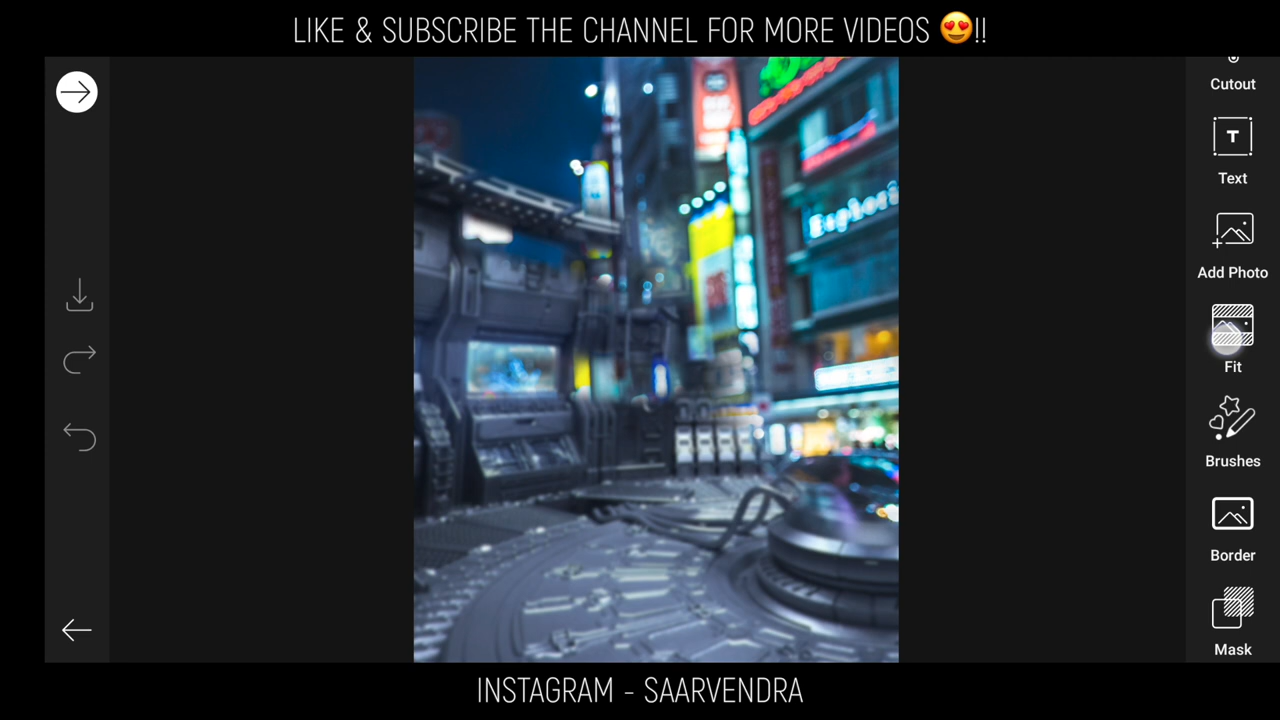 LIKE & SUBSCRIBE THE CHANNEL FOR MORE VIDEOS 😍!!
Cutout
Text
Add Photo
Fit
Brushes
Border
Mask
INSTAGRAM - SAARVENDRA